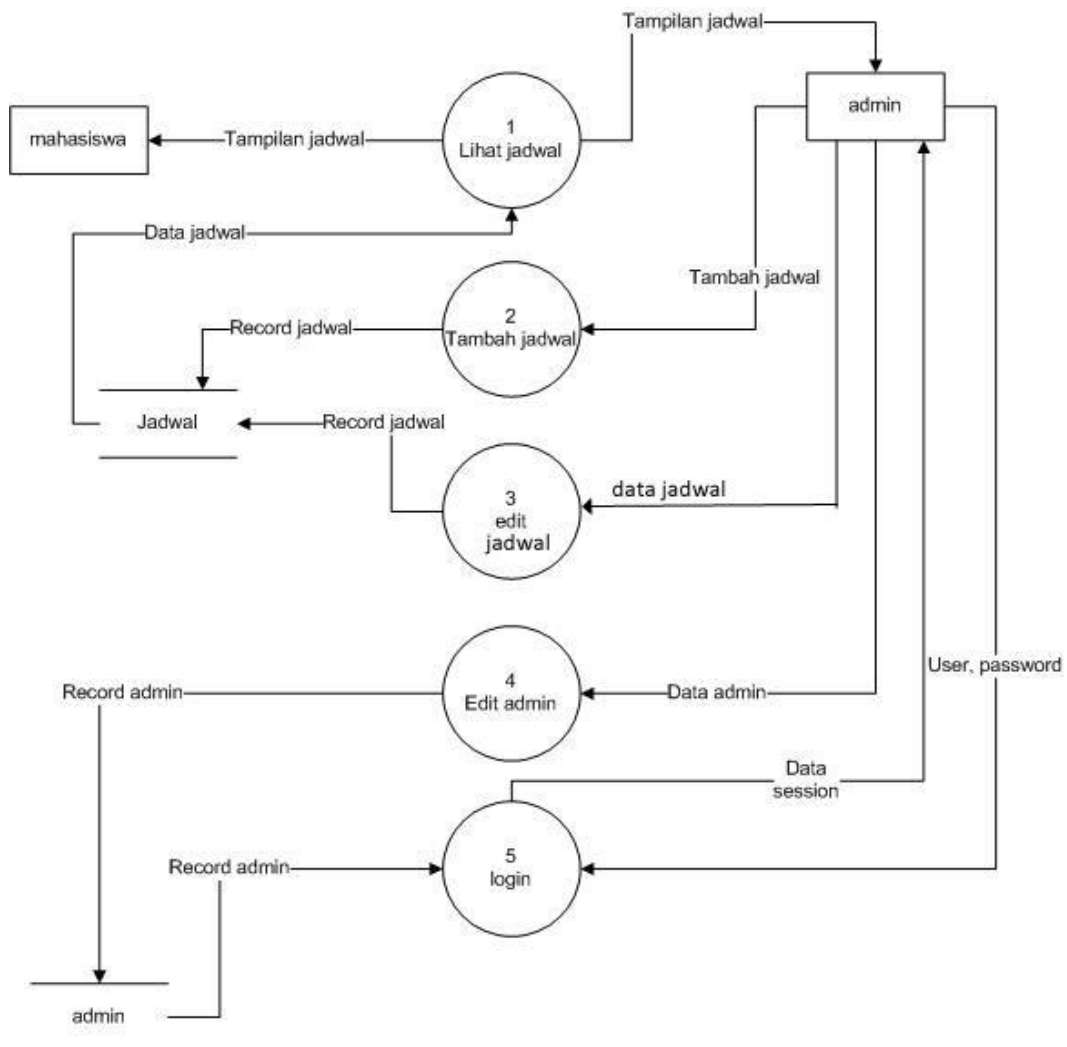 Tampilan jadwal
admin
mahasiswa
Tampilan jadwal
1
Lihat jadwal
Data jadwal
Tambah jadwal
2
Tambah jadwal
Record jadwal
Jadwal
Record jadwal
data jadwal
3
edit
jadwal
User, password
Record admin
4
Edit admin
Data admin
Data
session
Record admin
5
login
admin